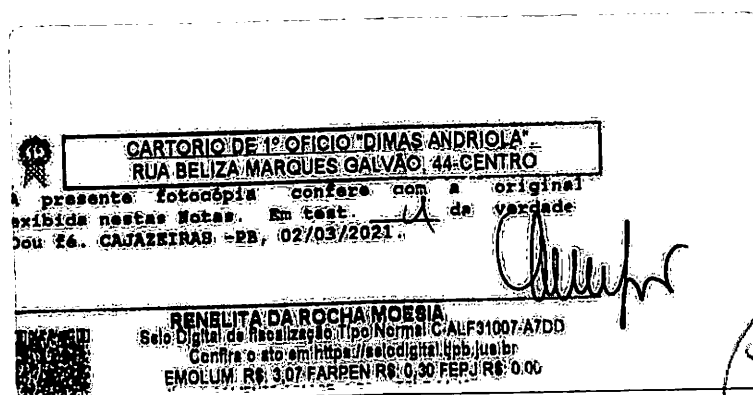 CARTORIO DE 1º OFICIO "DIMAS ANDRIOLA"
RUA BELIZA MARQUES GALVÃO, 44-CENTRO
A presente fotocópia confere com a original
exibida nestas Notas. Em test. da verdade
Dou fé. CAJAZEIRAS -PB, 02/03/2021.
RENELITA DA ROCHA MOESIA
Selo Digital de fiscalização Tipo Normal C-ALF31007-A7DD
Confira o ato em https://selodigital.tjpb.jus.br
EMOLUM. R$ 3,07 FARPEN R$ 0,30 FEPJ R$ 0,00